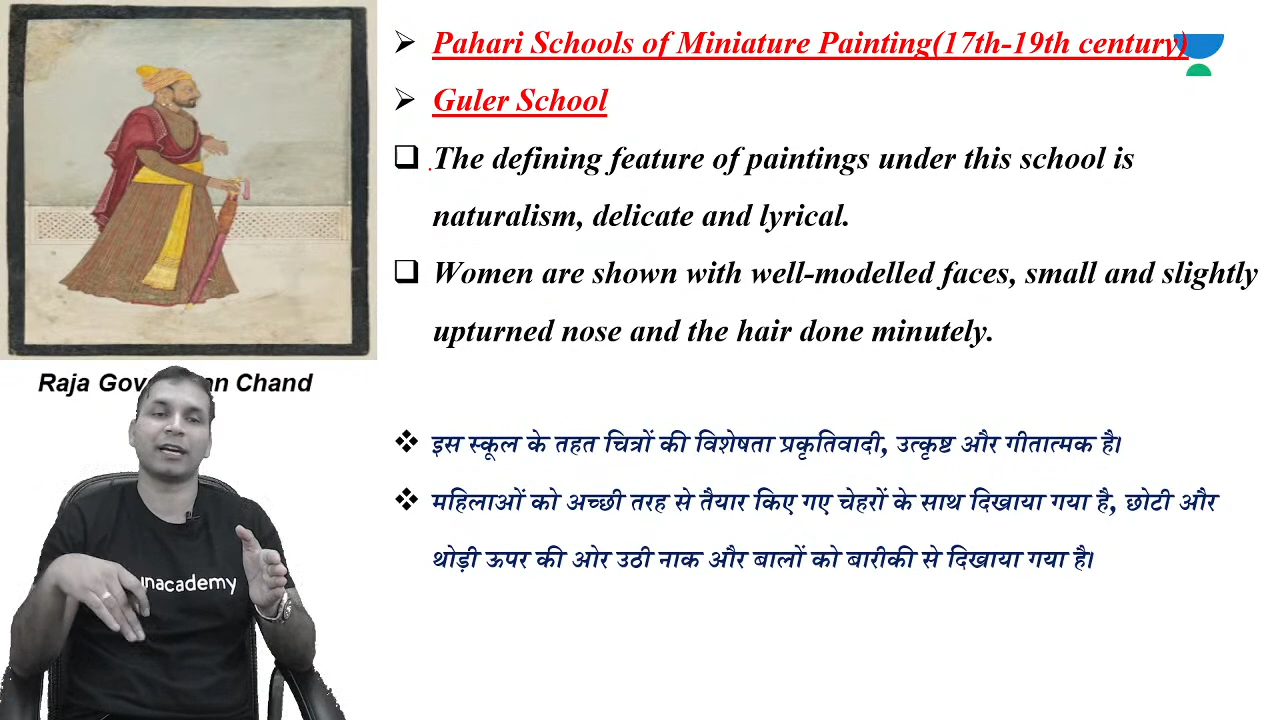 Pahari Schools of Miniature Painting(17th-19th century)
Guler School
The defining feature of paintings under this school is
naturalism, delicate and lyrical.
Women are shown with well-modelled faces, small and slightly
upturned nose and the hair done minutely.
Raja Chand
इस स्कूल के तहत चित्रों की विशेषता प्रकृतिवादी, उत्कृष्ट और गीतात्मक है।
महिलाओं को अच्छी तरह से तैयार किए गए चेहरों के साथ दिखाया गया है, छोटी और
थोड़ी ऊपर की ओर उठी नाक और बालों को बारीकी से दिखाया गया है।
unacademy